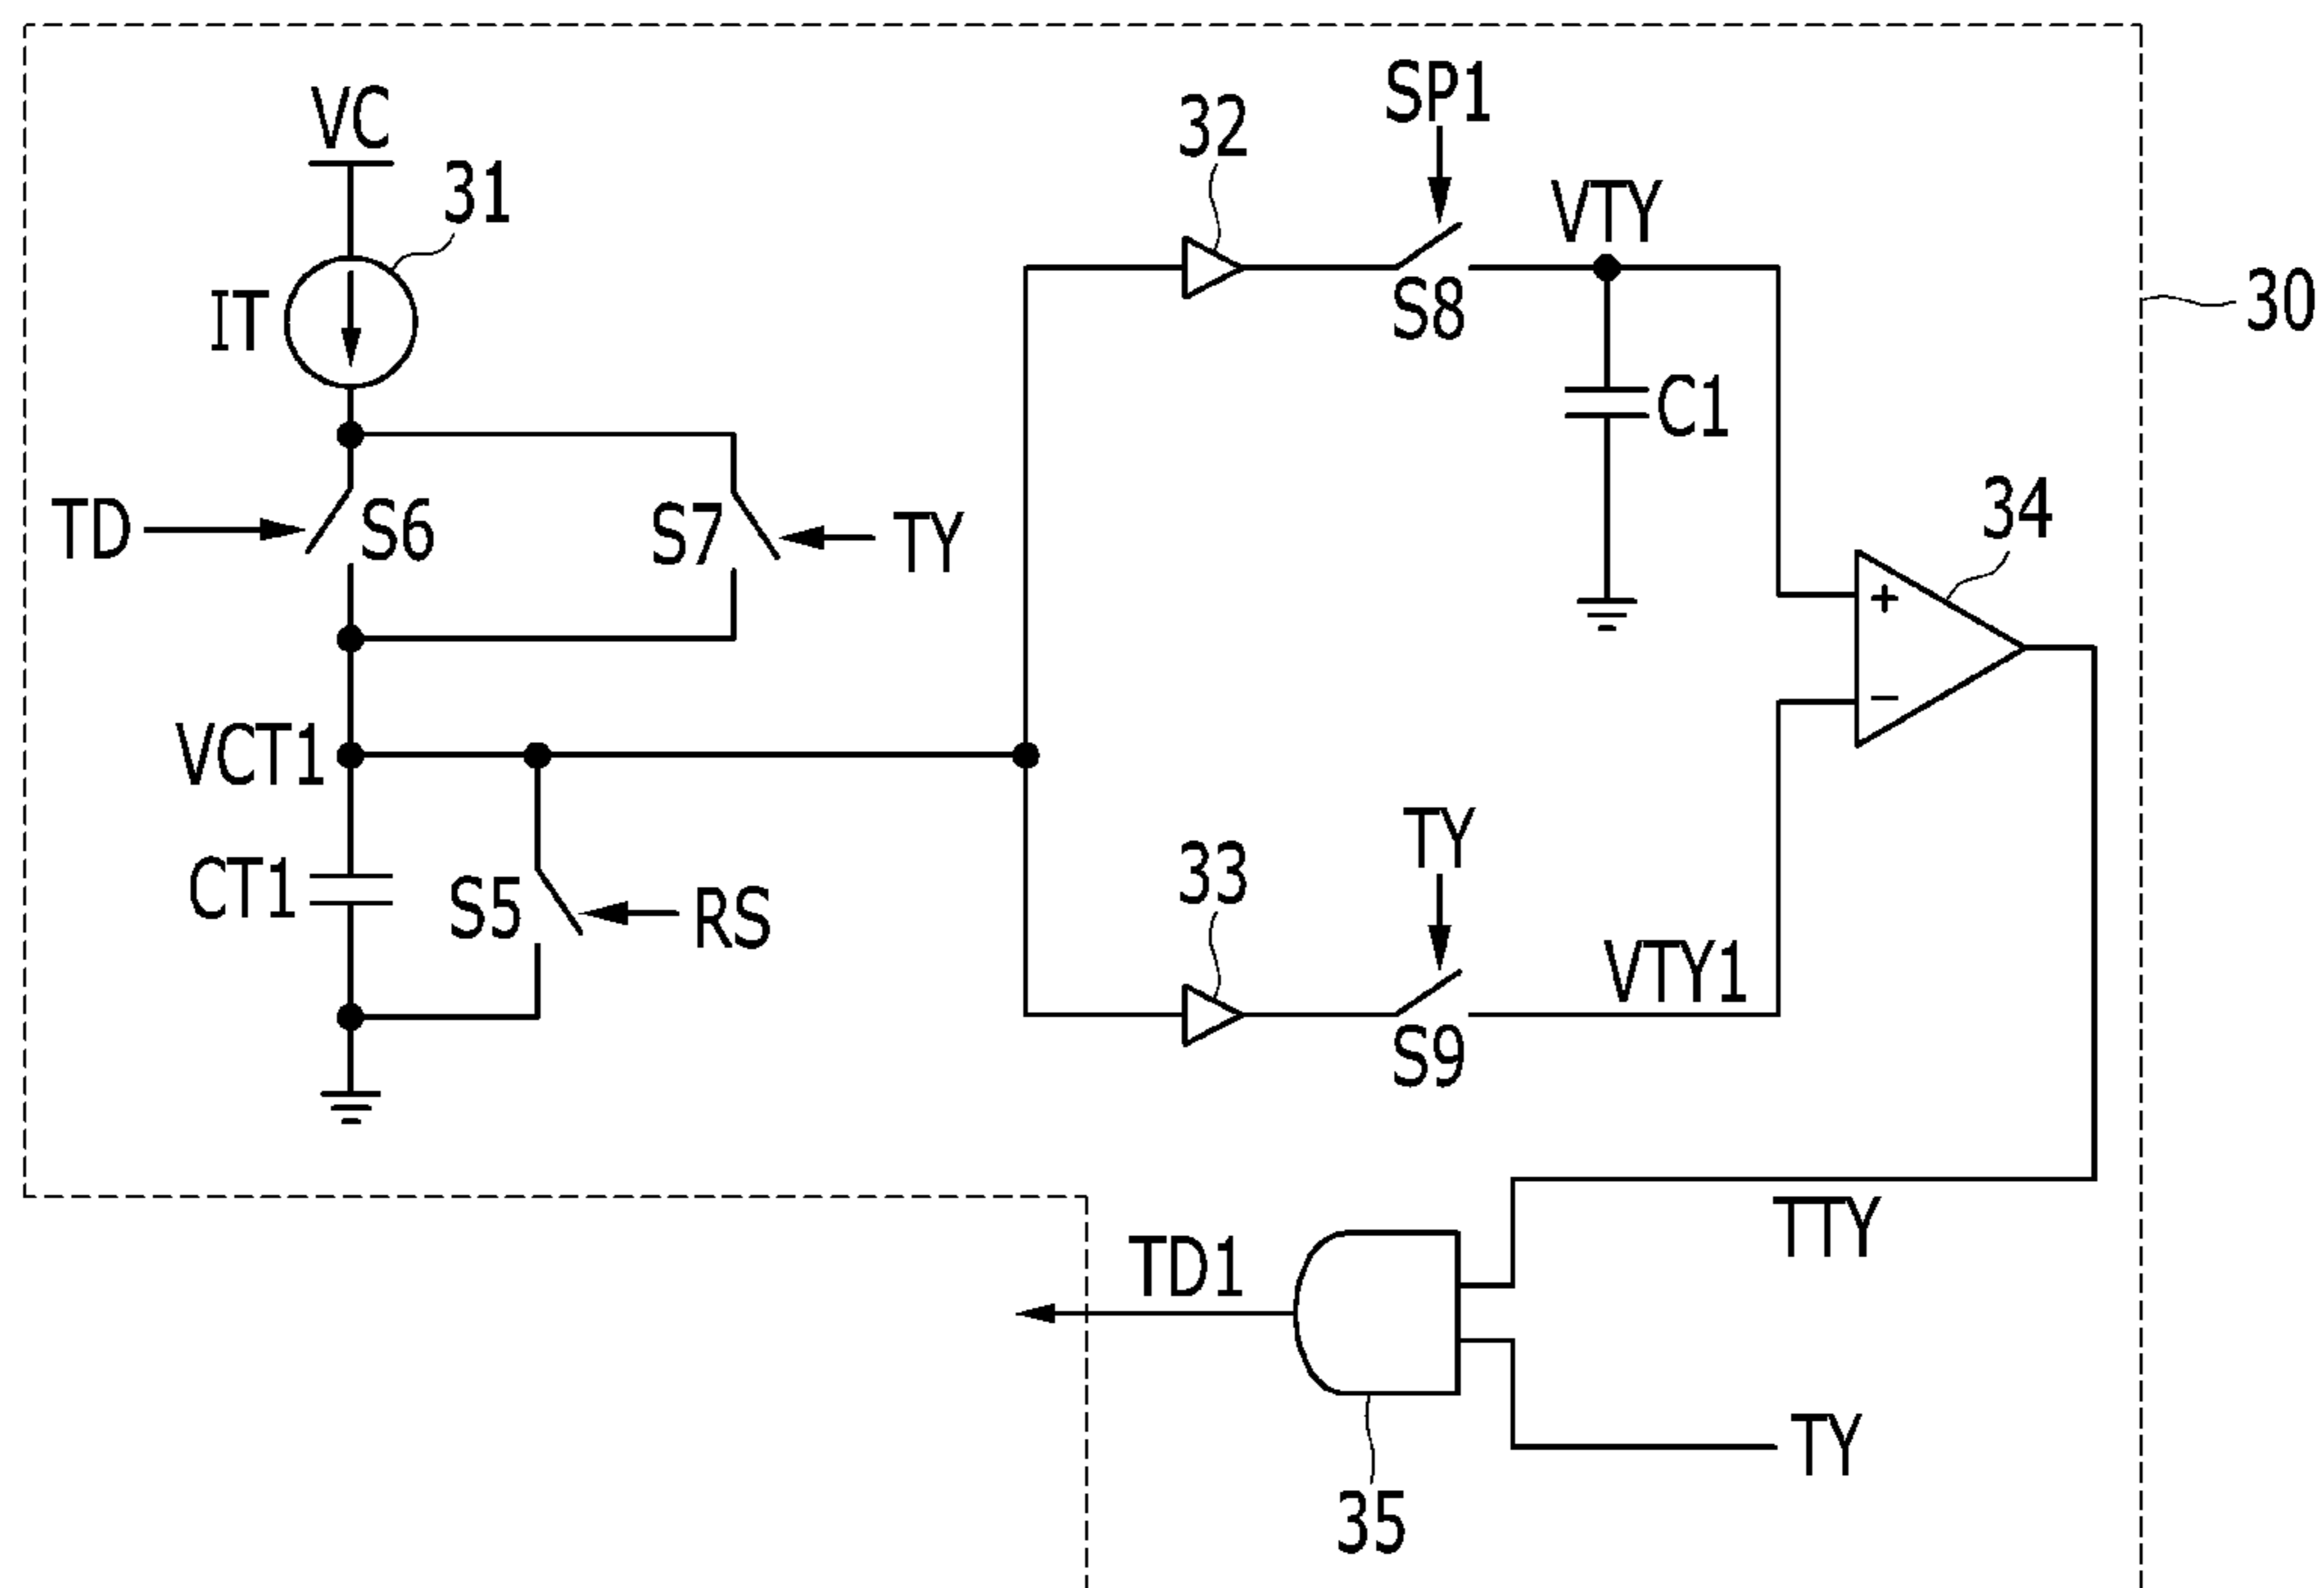 VC
31
IT
TD
S6
S7
TY
VCT1
CT1
S5
RS
32
SP1
S8
VTY
C1
30
34
+
−
33
TY
S9
VTY1
TTY
TD1
35
TY